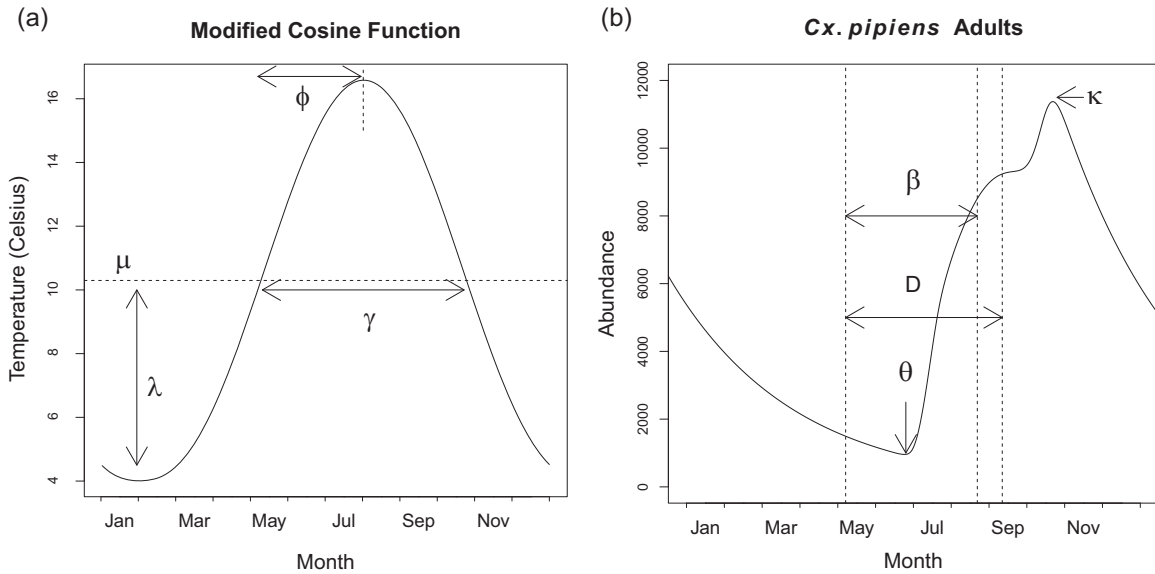 (a)
Modified Cosine Function
Temperature (Celsius)
16
14
12
10
8
6
4
ϕ
μ
γ
λ
Jan Mar May Jul Sep Nov
Month
(b)
Cx. pipiens Adults
Abundance
12000
10000
8000
6000
4000
2000
0
κ
β
D
θ
Jan Mar May Jul Sep Nov
Month